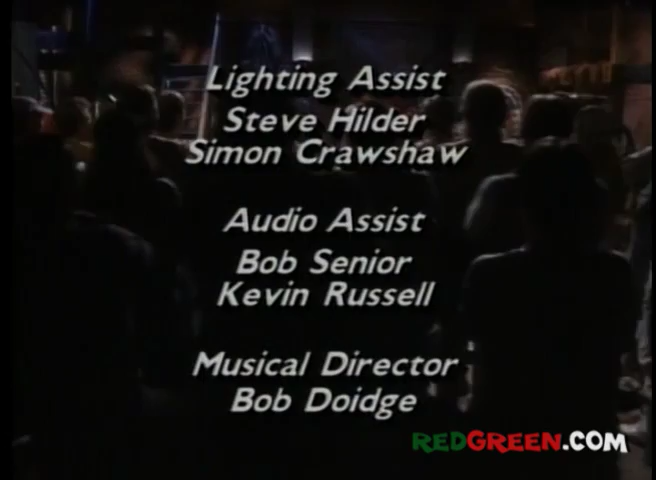 Lighting Assist
Steve Hilder
Simon Crawshaw
Audio Assist
Bob Senior
Kevin Russell
Musical Director
Bob Doidge
REDGREEN.COM